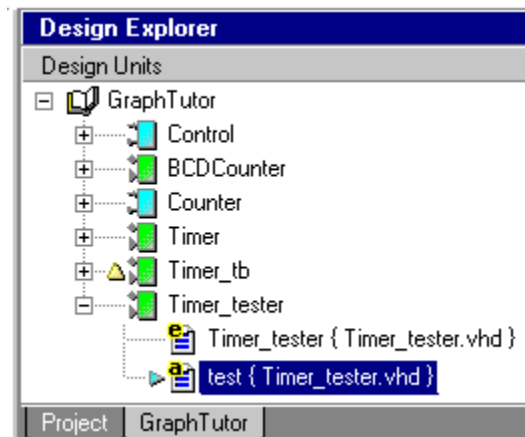 Design Explorer
Design Units
GraphTutor
Control
BCDCounter
Counter
Timer
Timer_tb
Timer_tester
e Timer_tester { Timer_tester.vhd }
a test { Timer_tester.vhd }
Project GraphTutor